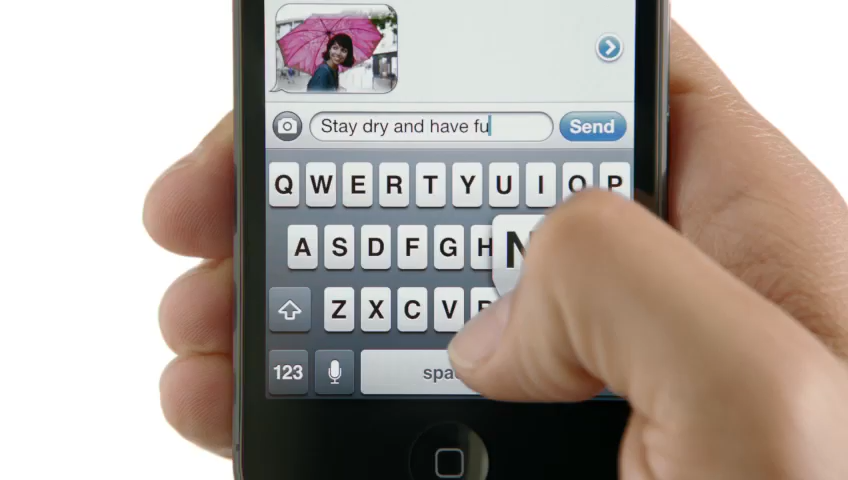 Stay dry and have fu
Send
Q W E R T Y U I O P
A S D F G H N
Z X C V
123 spa